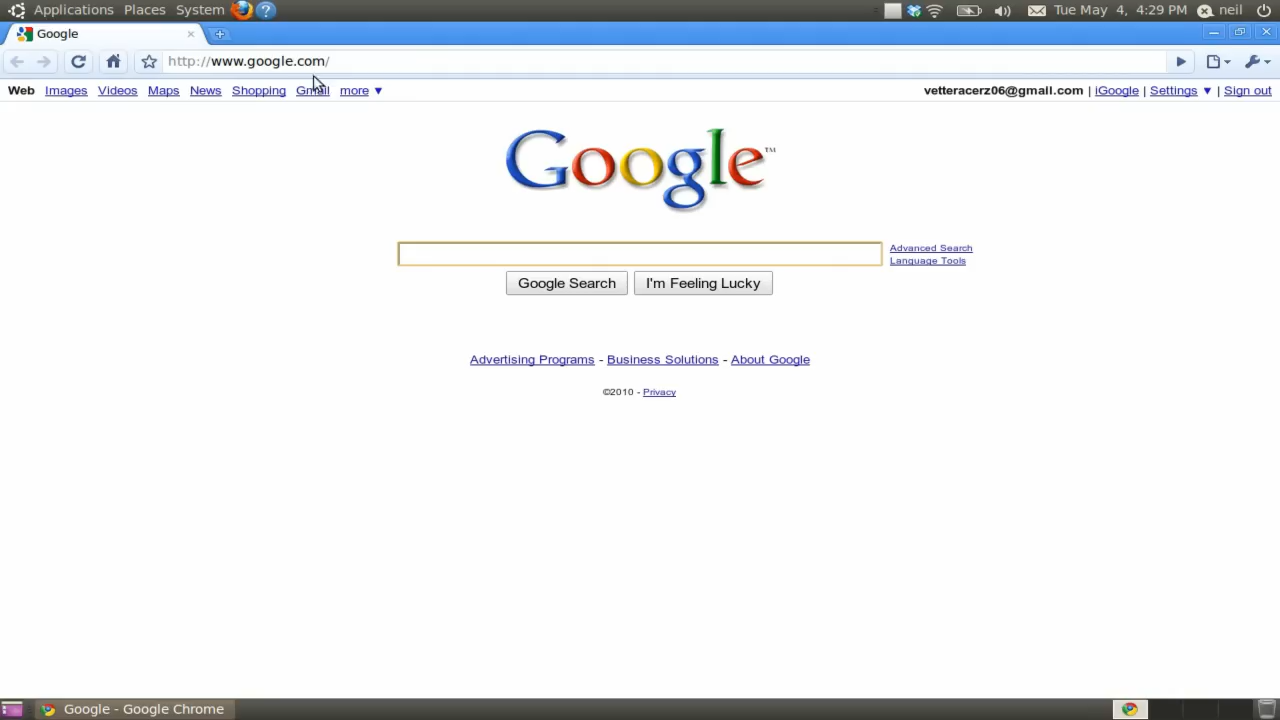 Applications Places System Tue May 4, 4:29 PM neil
Google
http://www.google.com/
Web Images Videos Maps News Shopping Gmail more ▼ vetteracerz06@gmail.com | iGoogle | Settings ▼ | Sign out
Google™
Advanced Search
Language Tools
Google Search I'm Feeling Lucky
Advertising Programs - Business Solutions - About Google
©2010 - Privacy
Google - Google Chrome